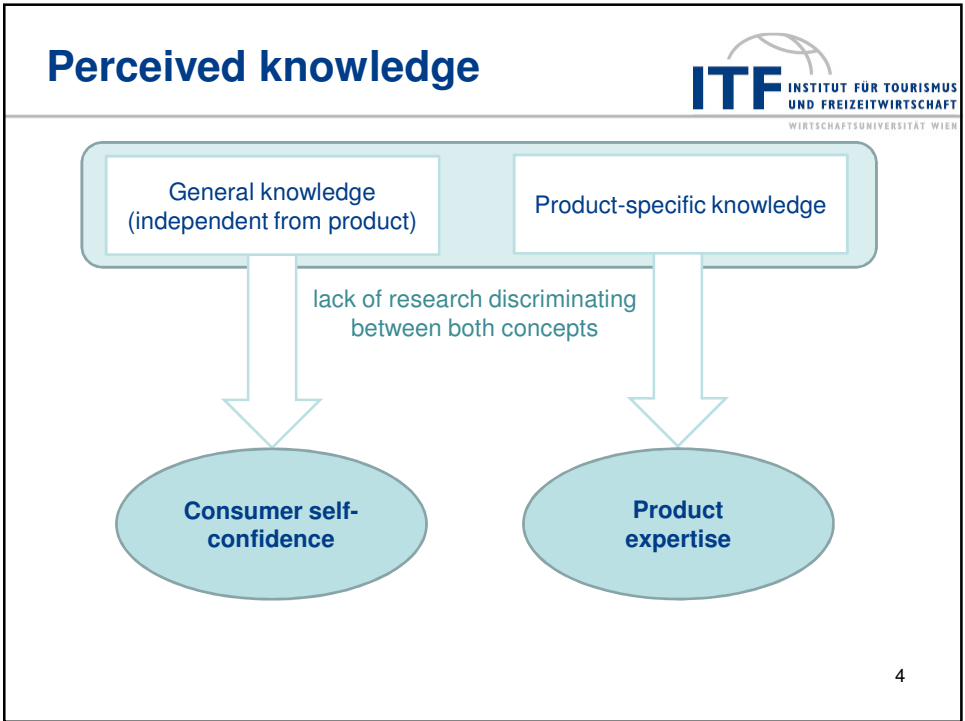 Perceived knowledge
ITF INSTITUT FÜR TOURISMUS
UND FREIZEITWIRTSCHAFT
WIRTSCHAFTSUNIVERSITÄT WIEN
General knowledge
(independent from product)
Product-specific knowledge
lack of research discriminating
between both concepts
Consumer self-
confidence
Product
expertise
4